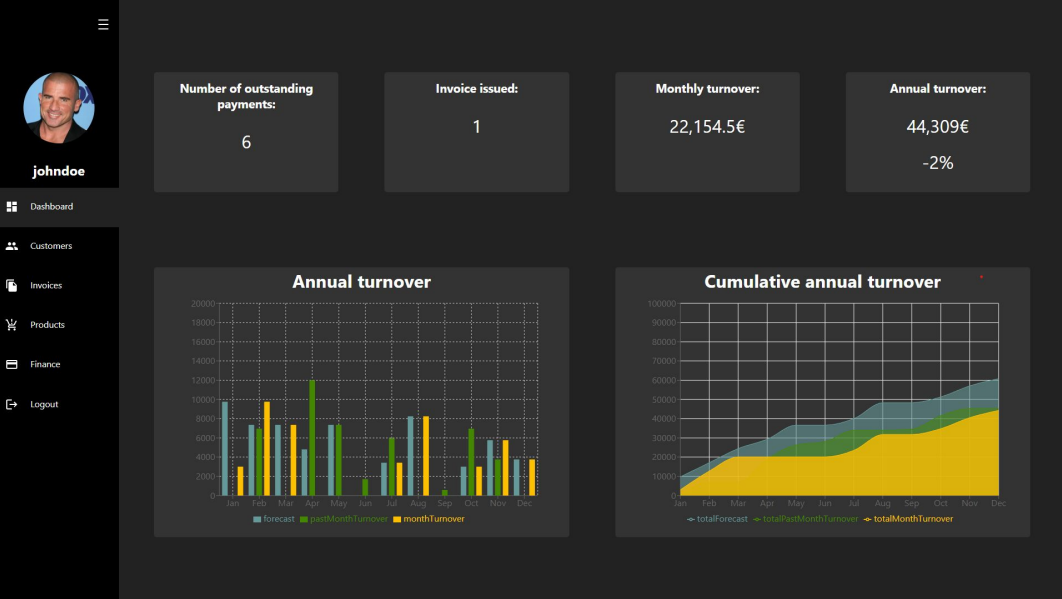 johndoe
Dashboard
Customers
Invoices
Products
Finance
Logout
Number of outstanding
payments:
6
Invoice issued:
1
Monthly turnover:
22,154.5€
Annual turnover:
44,309€
-2%
Annual turnover
20000
18000
16000
14000
12000
10000
8000
6000
4000
2000
0
Jan Feb Mar Apr May Jun Jul Aug Sep Oct Nov Dec
forecast pastMonthTurnover monthTurnover
Cumulative annual turnover
100000
90000
80000
70000
60000
50000
40000
30000
20000
10000
0
Jan Feb Mar Apr May Jun Jul Aug Sep Oct Nov Dec
totalForecast totalPastMonthTurnover totalMonthTurnover